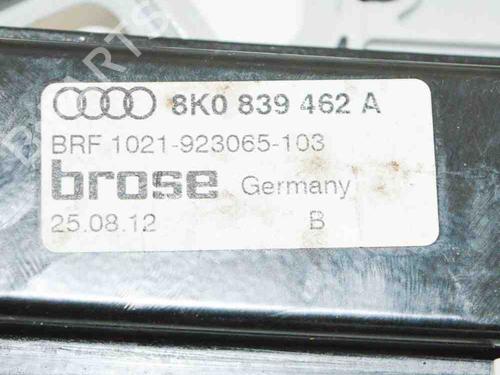 8K0 839 462 A
BRF 1021-923065-103
brose Germany
25.08.12 B